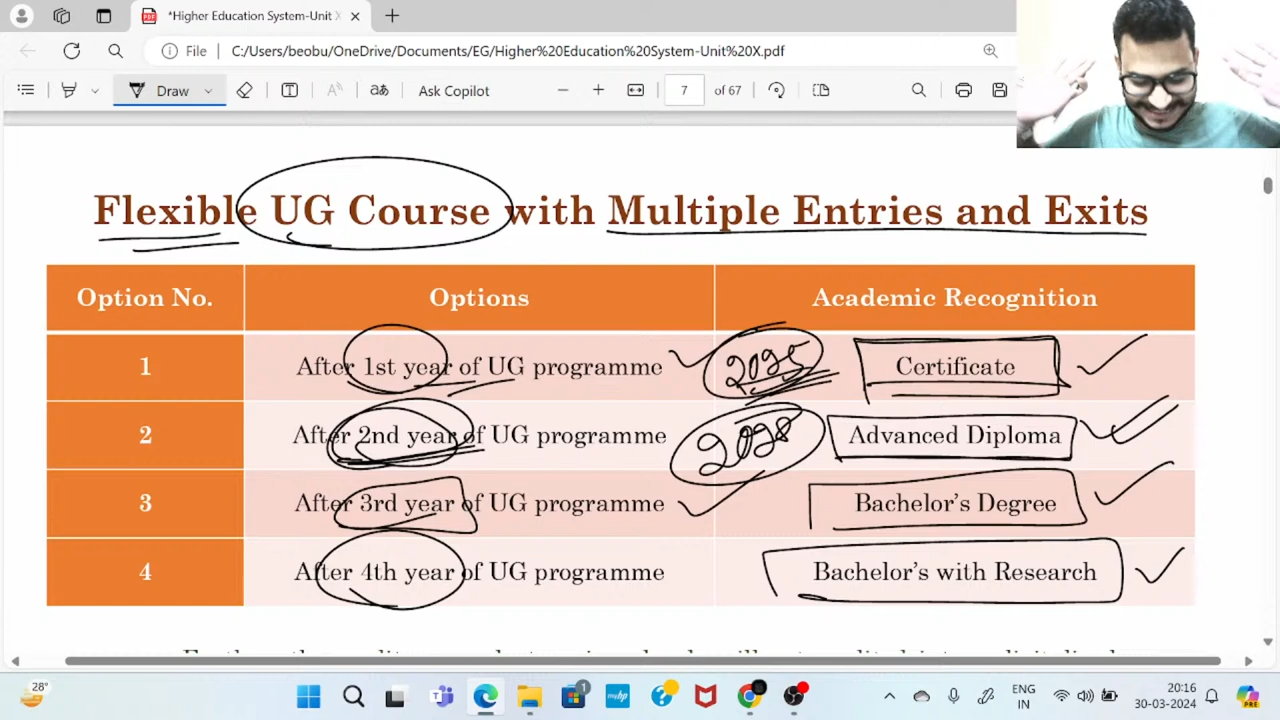 *Higher Education System-Unit X
File C:/Users/beobu/OneDrive/Documents/EG/Higher%20Education%20System-Unit%20X.pdf
Draw Ask Copilot 7 of 67
Flexible UG Course with Multiple Entries and Exits
Option No. Options Academic Recognition
1 After 1st year of UG programme 2025 Certificate
2 After 2nd year of UG programme 2028 Advanced Diploma
3 After 3rd year of UG programme Bachelor's Degree
4 After 4th year of UG programme Bachelor's with Research
28° ENG 20:16
IN 30-03-2024